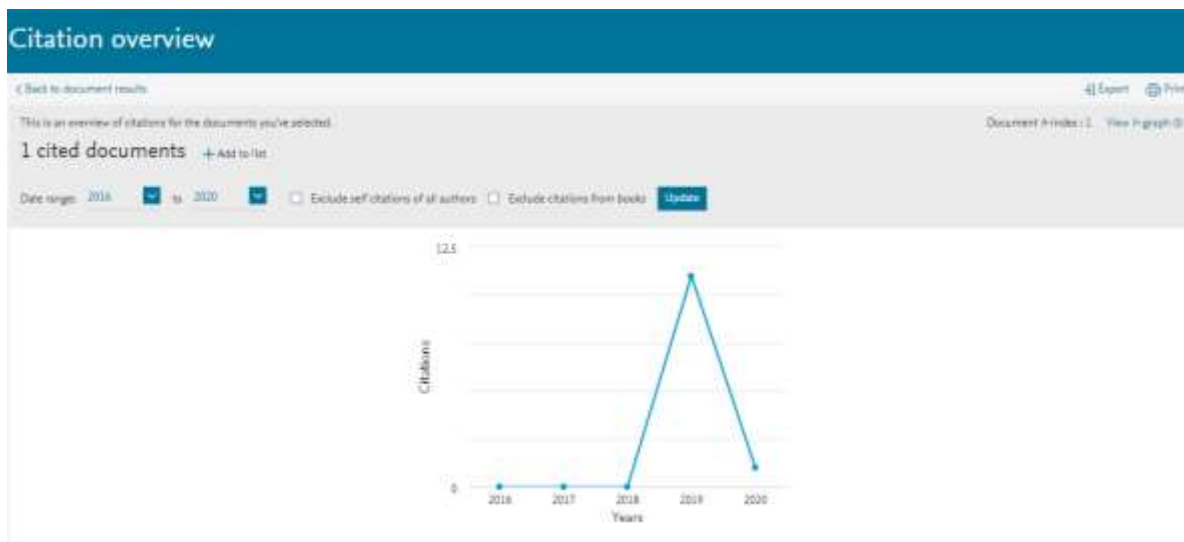 Citation overview
Back to document results
Export Print
This is an overview of citations for the documents you've selected.
Document h-index : 1 View h-graph
1 cited documents + Add to list
Date range: 2016 to 2020 Exclude self citations of all authors Exclude citations from books Update
12.5
Citations
0
2016 2017 2018 2019 2020
Years